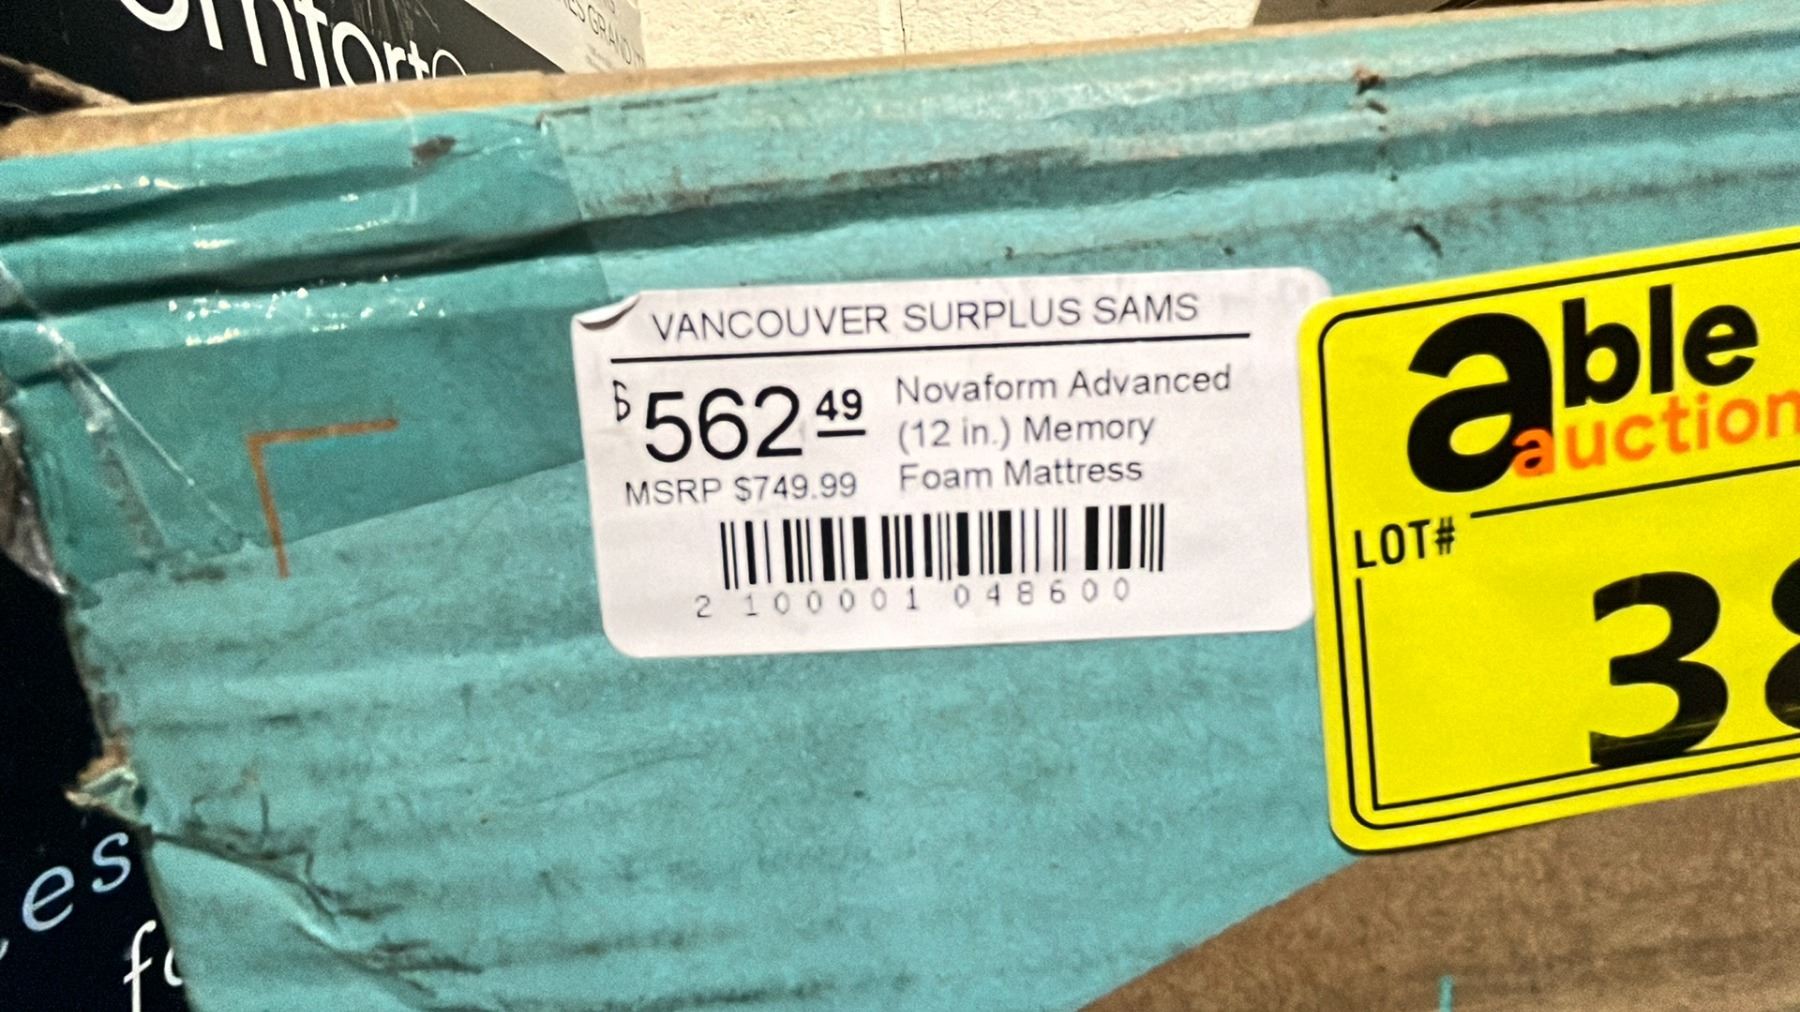 VANCOUVER SURPLUS SAMS
$562.49
Novaform Advanced
(12 in.) Memory
Foam Mattress
MSRP $749.99
2 100001 048600
able
auction
LOT#
38
es